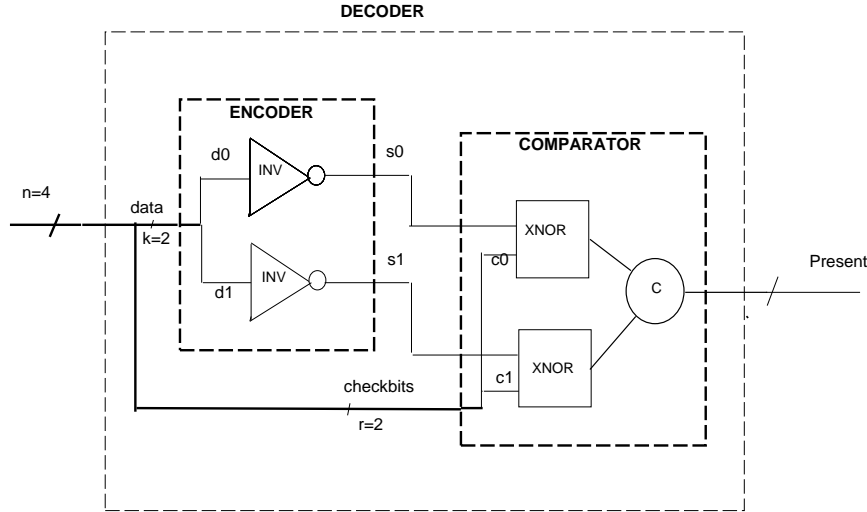 DECODER
ENCODER
COMPARATOR
n=4
data
k=2
d0
INV
s0
d1
INV
s1
c0
XNOR
c1
XNOR
C
Present
checkbits
r=2